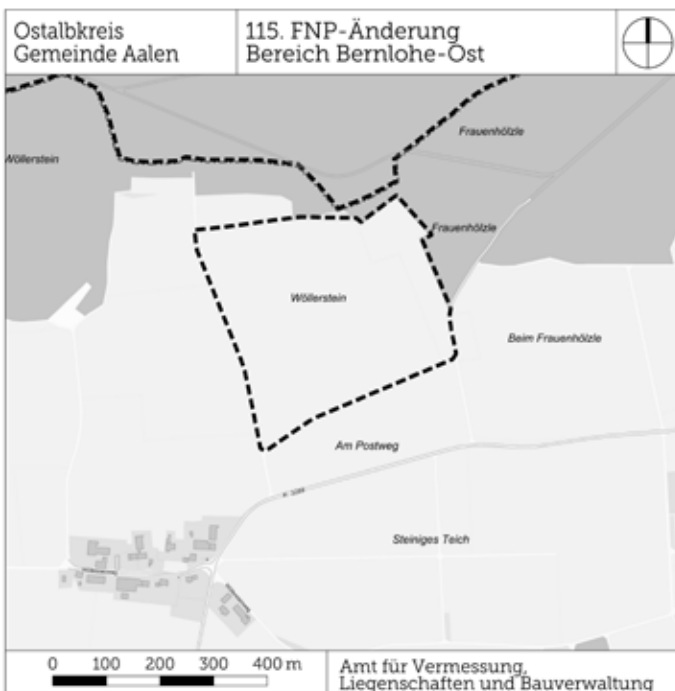 Ostalbkreis
Gemeinde Aalen
115. FNP-Änderung
Bereich Bernlohe-Ost
Frauenhölzle
Wöllerstein
Frauenhölzle
Wöllerstein
Beim Frauenhölzle
Am Postweg
Steiniges Teich
0 100 200 300 400 m
Amt für Vermessung,
Liegenschaften und Bauverwaltung